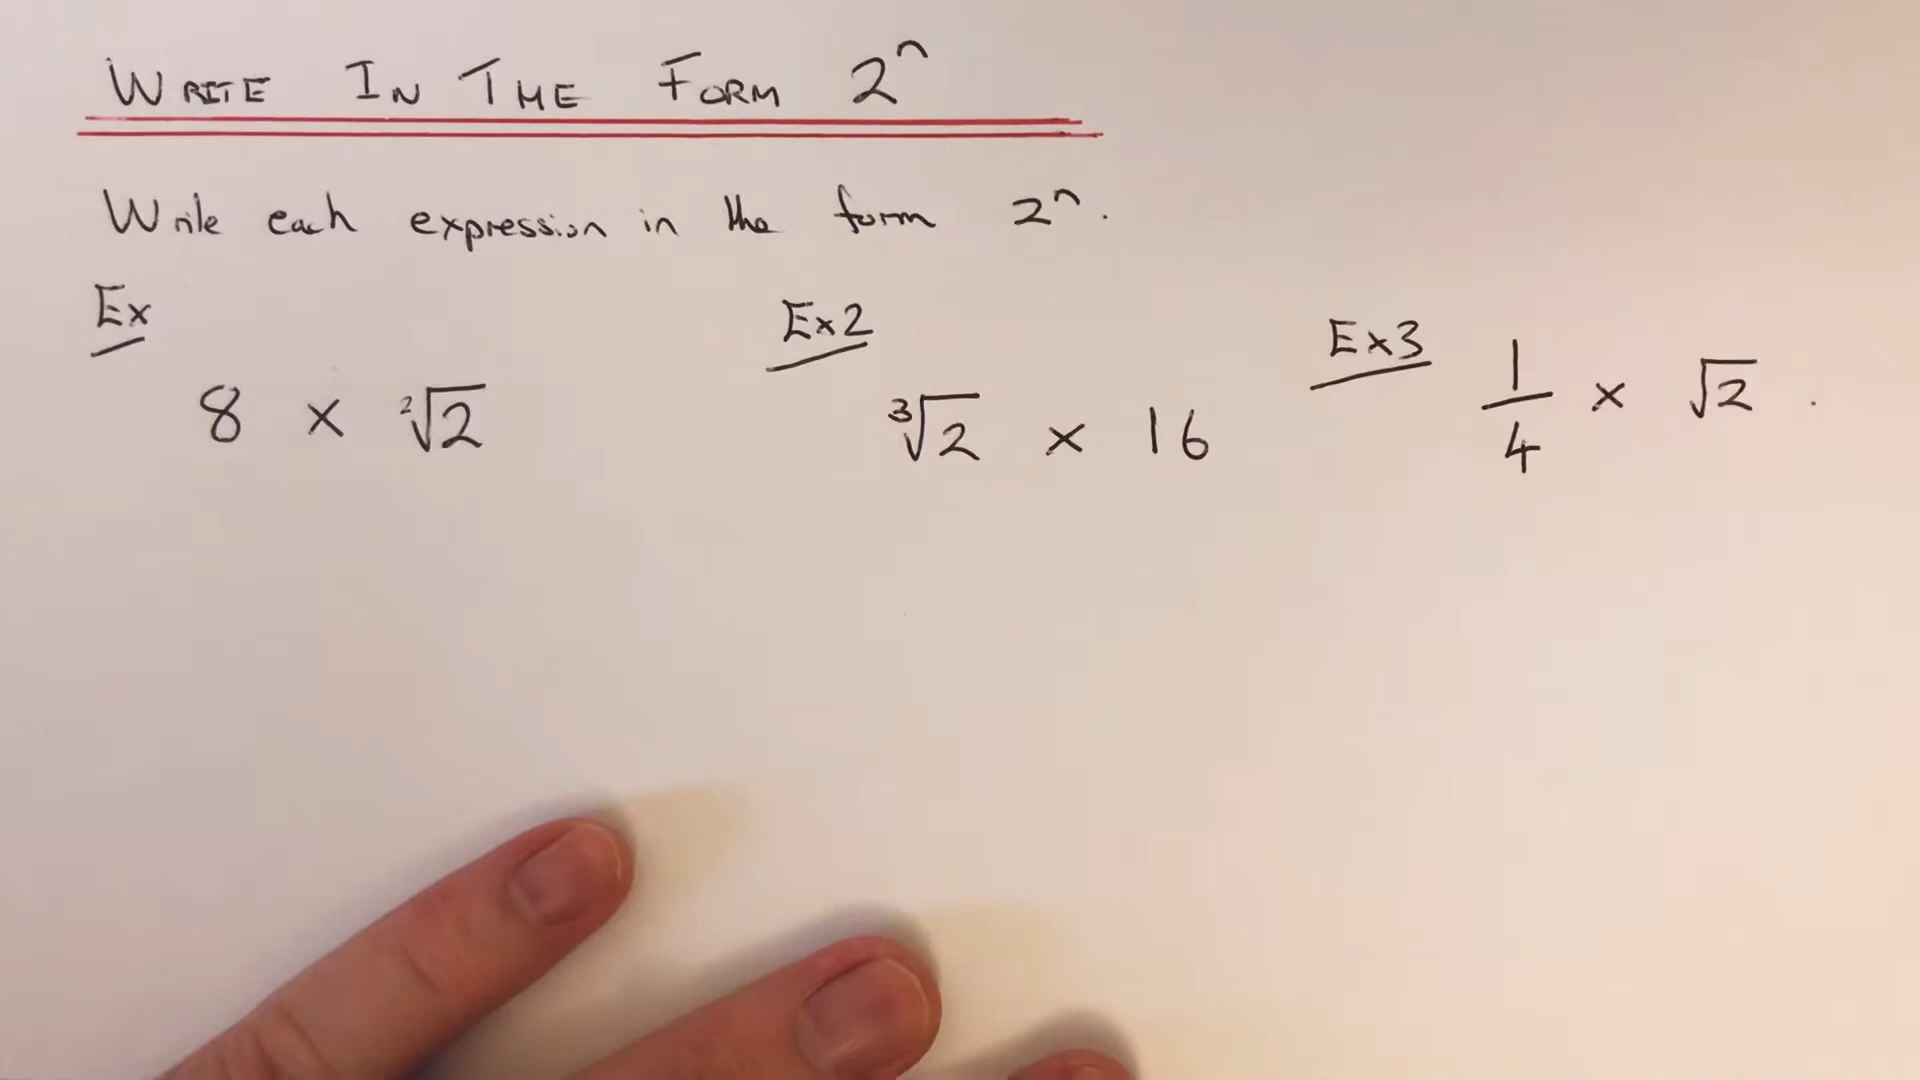 WRITE IN THE FORM 2ⁿ
Write each expression in the form 2ⁿ.
Ex
8 × ²√2
Ex2
³√2 × 16
Ex3
1/4 × √2 .